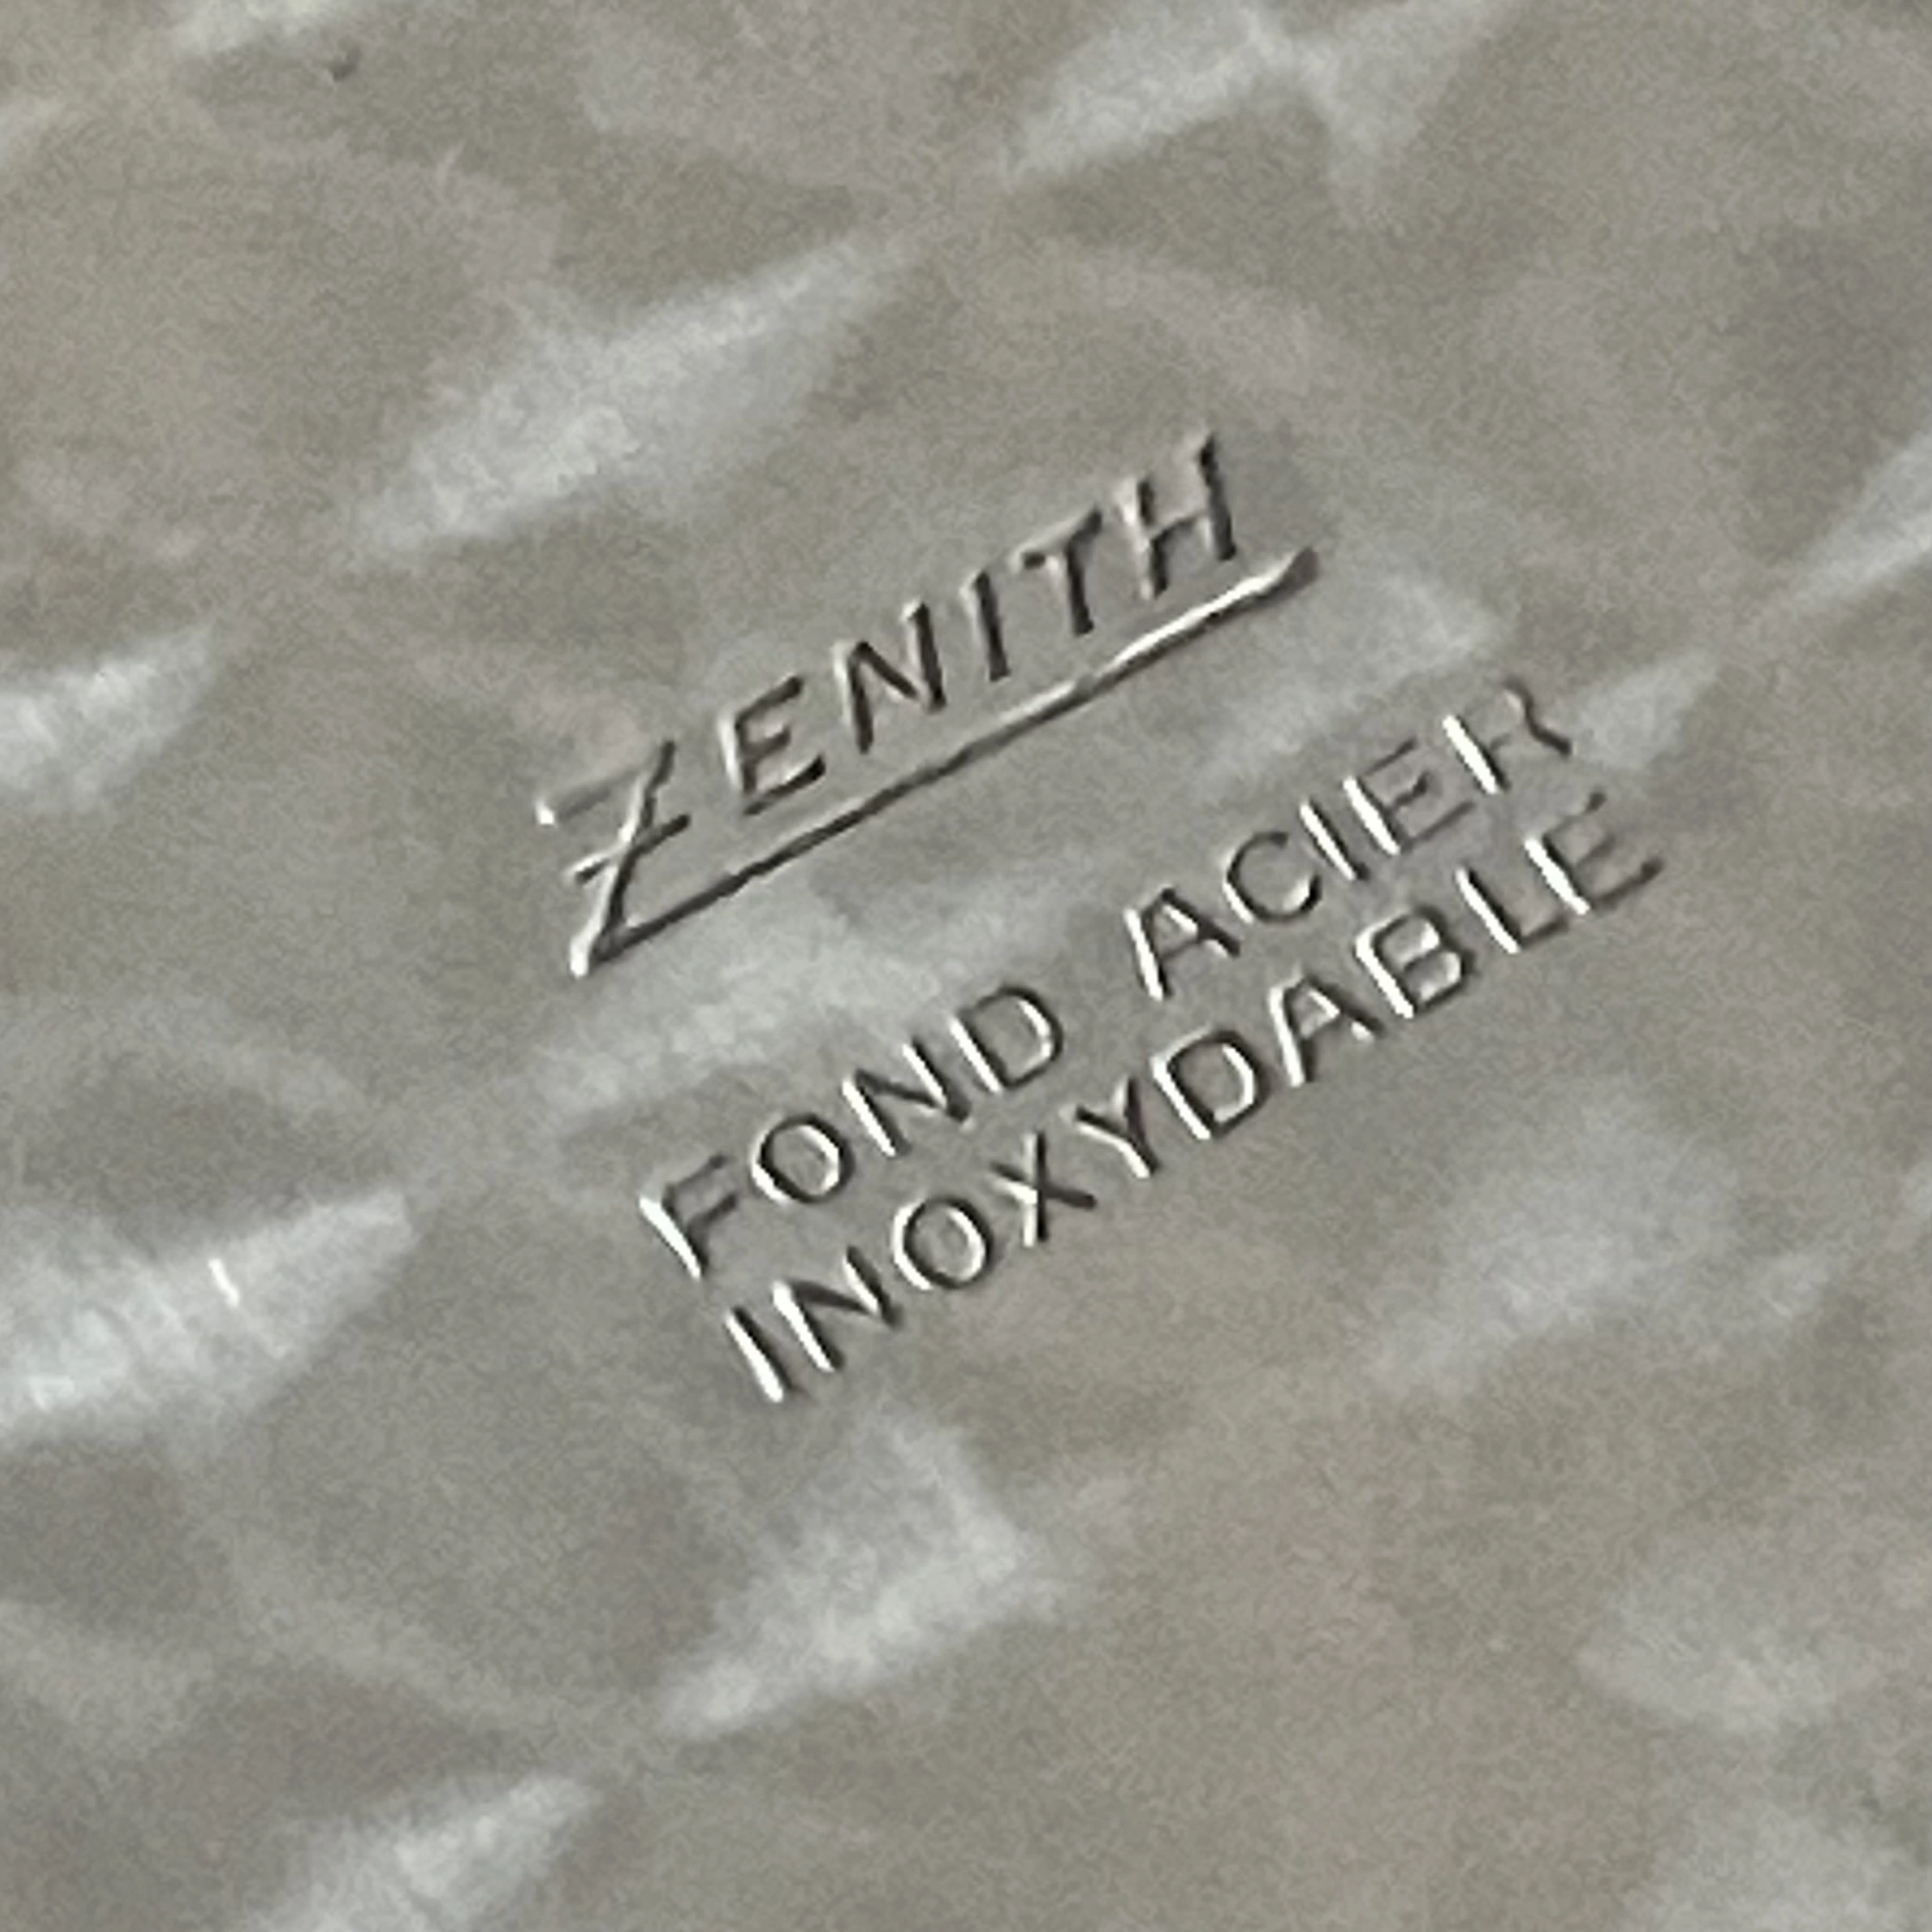 ZENITH
FOND ACIER
INOXYDABLE